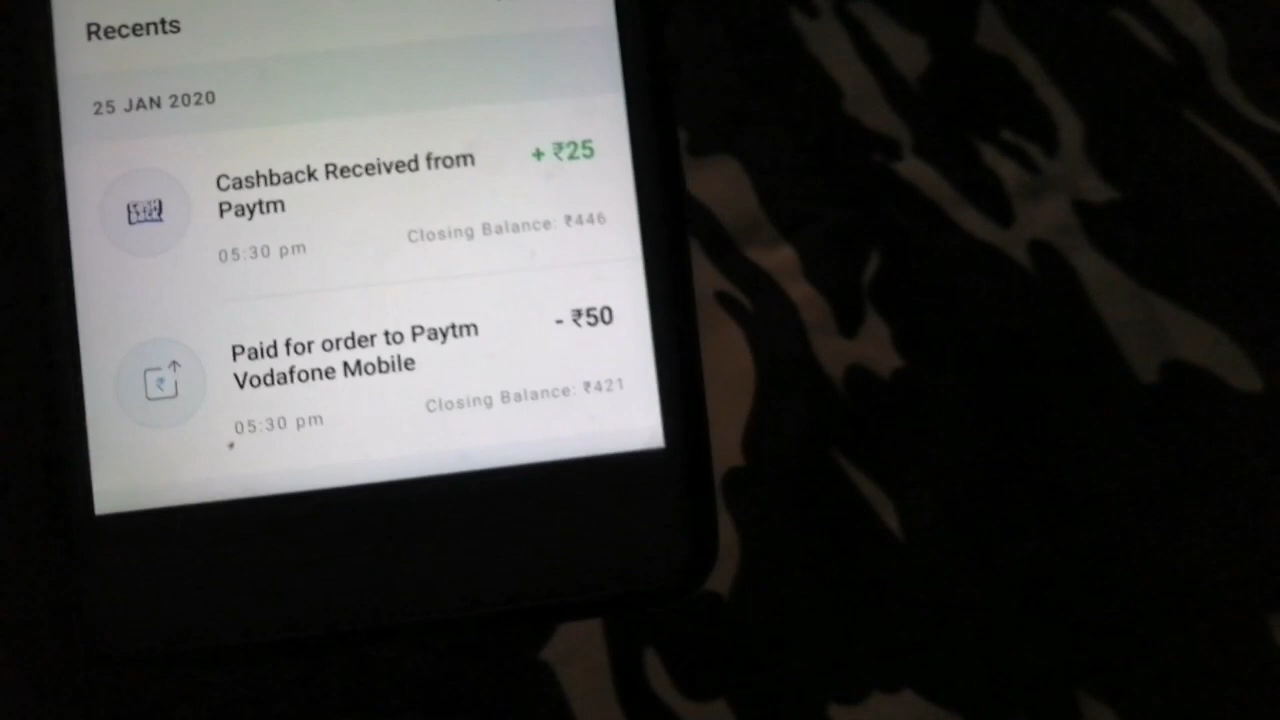 Recents
25 JAN 2020
Cashback Received from + ₹25
Paytm
05:30 pm Closing Balance: ₹446
Paid for order to Paytm - ₹50
Vodafone Mobile
05:30 pm Closing Balance: ₹421